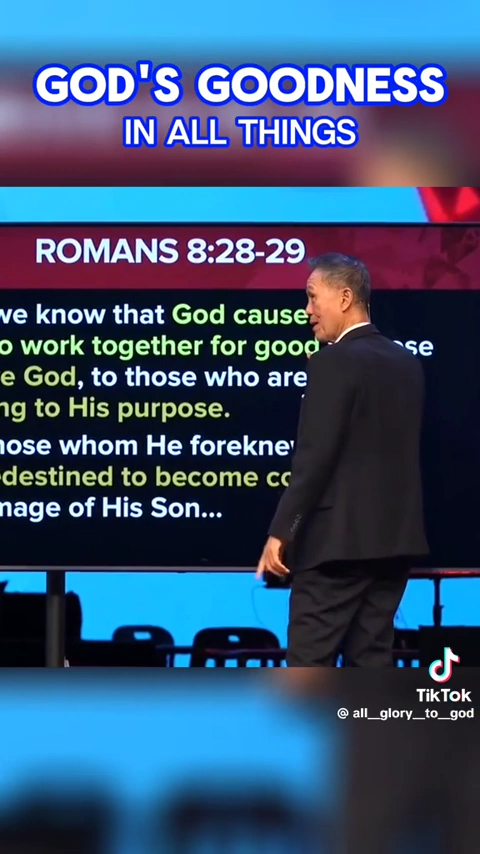 GOD'S GOODNESS
IN ALL THINGS
ROMANS 8:28-29
we know that God cause
o work together for good ose
e God, to those who are
ng to His purpose.
hose whom He foreknew
destined to become co
mage of His Son...
TikTok
@ all_glory_to_god